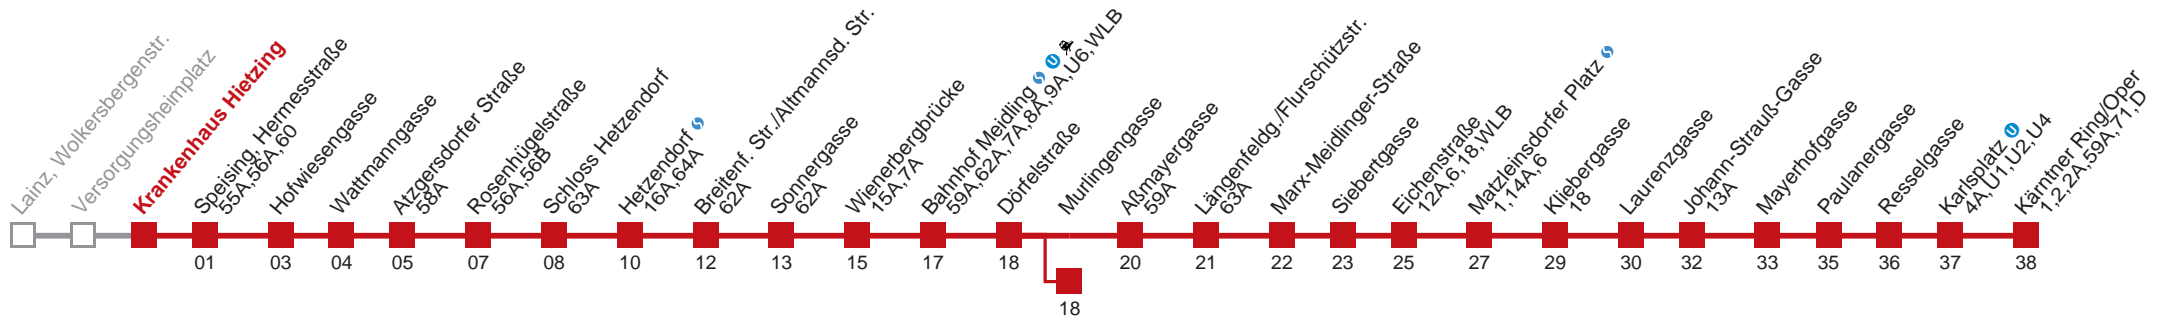 Lainz, Wolkersbergenstr.
Versorgungsheimplatz
Krankenhaus Hietzing
Speising, Hermesstraße
55A,56A,60
Hofwiesengasse
Wattmanngasse
Atzgersdorfer Straße
58A
Rosenhügelstraße
56A,56B
Schloss Hetzendorf
63A
Hetzendorf S
16A,64A
Breitenf. Str./Altmannsd. Str.
62A
Sonnergasse
62A
Wienerbergbrücke
15A,7A
Bahnhof Meidling S U
59A,62A,7A,8A,9A,U6,WLB
Dörfelstraße
Murlingengasse
Aßmayergasse
59A
Längenfeldg./Flurschützstr.
63A
Marx-Meidlinger-Straße
Siebertgasse
Eichenstraße
12A,6,18,WLB
Matzleinsdorfer Platz S
1,14A,6
Kliebergasse
18
Laurenzgasse
Johann-Strauß-Gasse
13A
Mayerhofgasse
Paulanergasse
Resselgasse
Karlsplatz U
4A,U1,U2,U4
Kärntner Ring/Oper
1,2,2A,59A,71,D
01 03 04 05 07 08 10 12 13 15 17 18 20 21 22 23 25 27 29 30 32 33 35 36 37 38
18